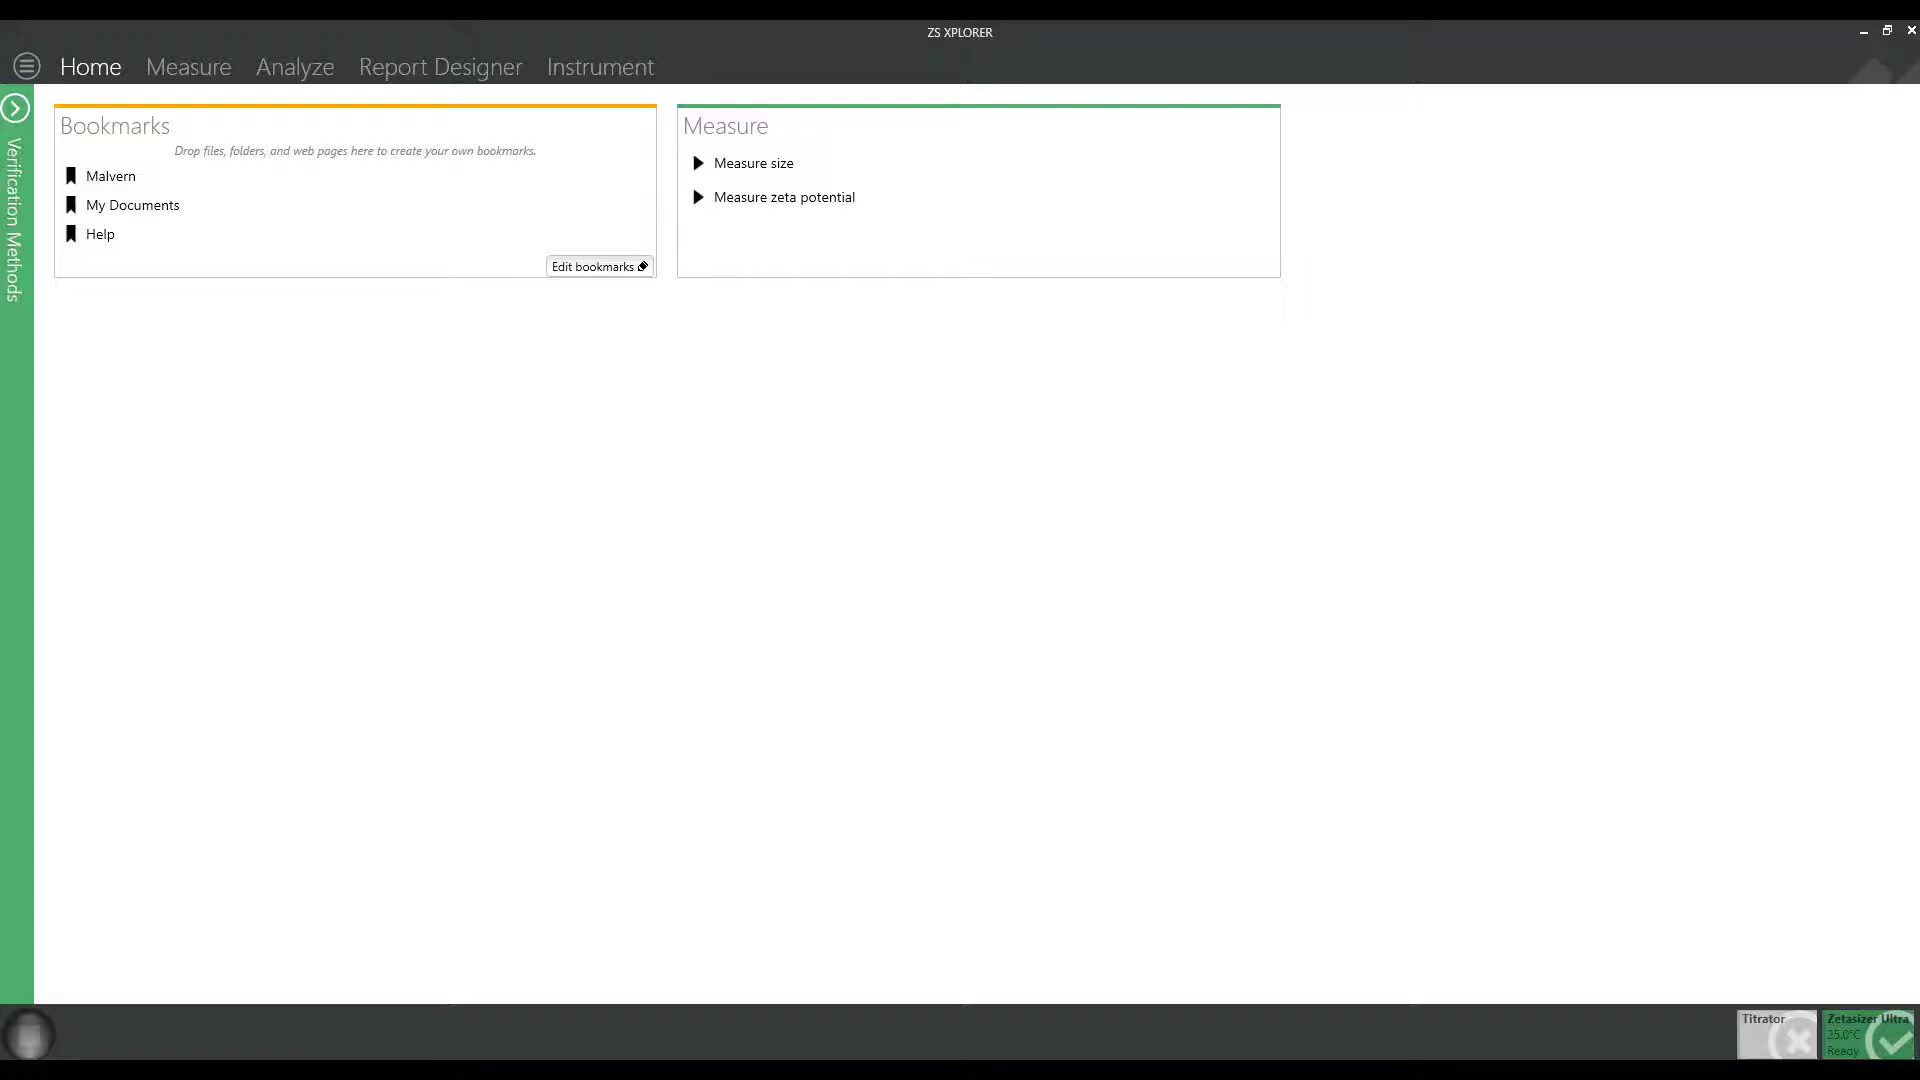 ZS XPLORER
Home Measure Analyze Report Designer Instrument
Verification Methods
Bookmarks
Drop files, folders, and web pages here to create your own bookmarks.
Malvern
My Documents
Help
Edit bookmarks
Measure
Measure size
Measure zeta potential
Titrator
Zetasizer Ultra
25.0°C
Ready